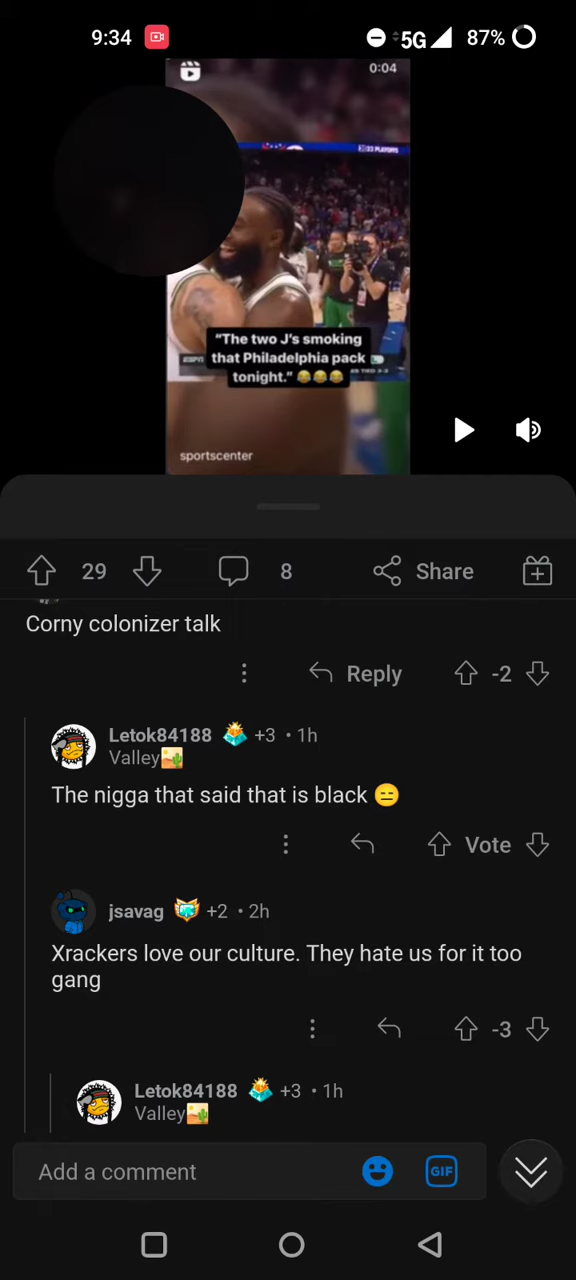 9:34
5G
87%
0:04
"The two J's smoking
that Philadelphia pack
tonight." 😂😂😂
sportscenter
29
8
Share
Corny colonizer talk
Reply
-2
Letok84188 +3 • 1h
Valley🏜️
The nigga that said that is black 😑
Vote
jsavag +2 • 2h
Xrackers love our culture. They hate us for it too
gang
-3
Letok84188 +3 • 1h
Valley🏜️
Add a comment
GIF